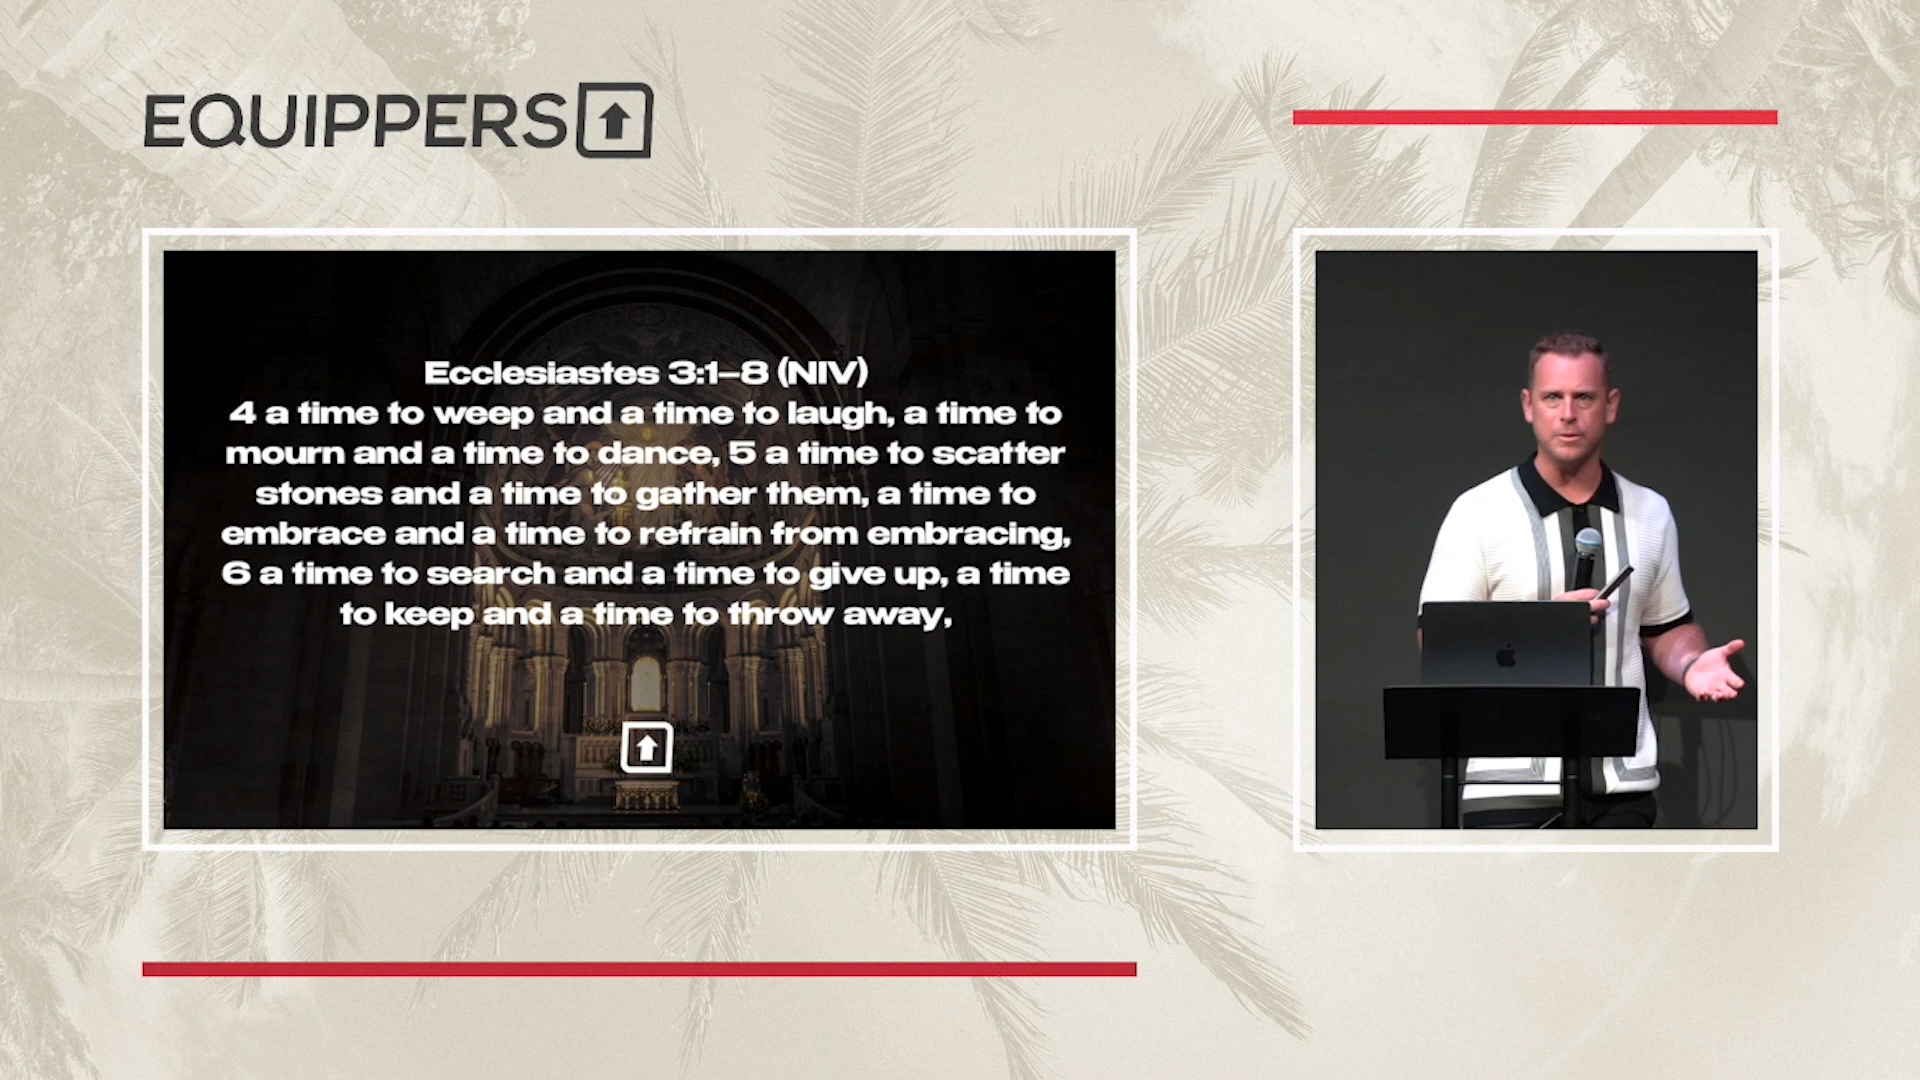 EQUIPPERS
Ecclesiastes 3:1–8 (NIV)
4 a time to weep and a time to laugh, a time to
mourn and a time to dance, 5 a time to scatter
stones and a time to gather them, a time to
embrace and a time to refrain from embracing,
6 a time to search and a time to give up, a time
to keep and a time to throw away,